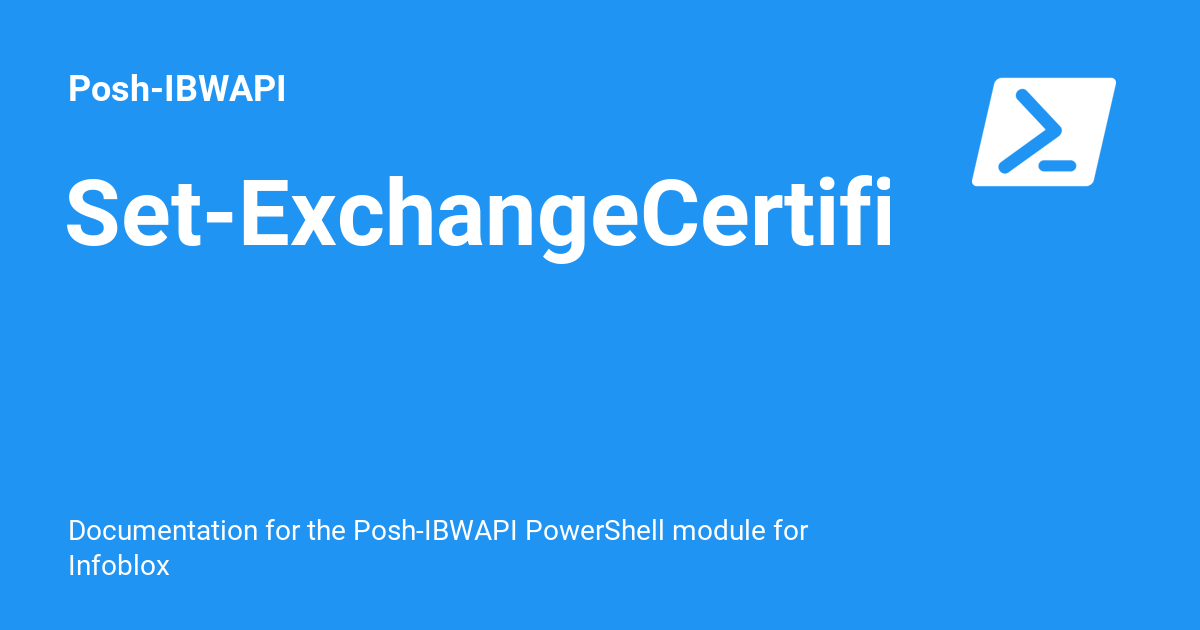 Posh-IBWAPI
Set-ExchangeCertifi
Documentation for the Posh-IBWAPI PowerShell module for
Infoblox